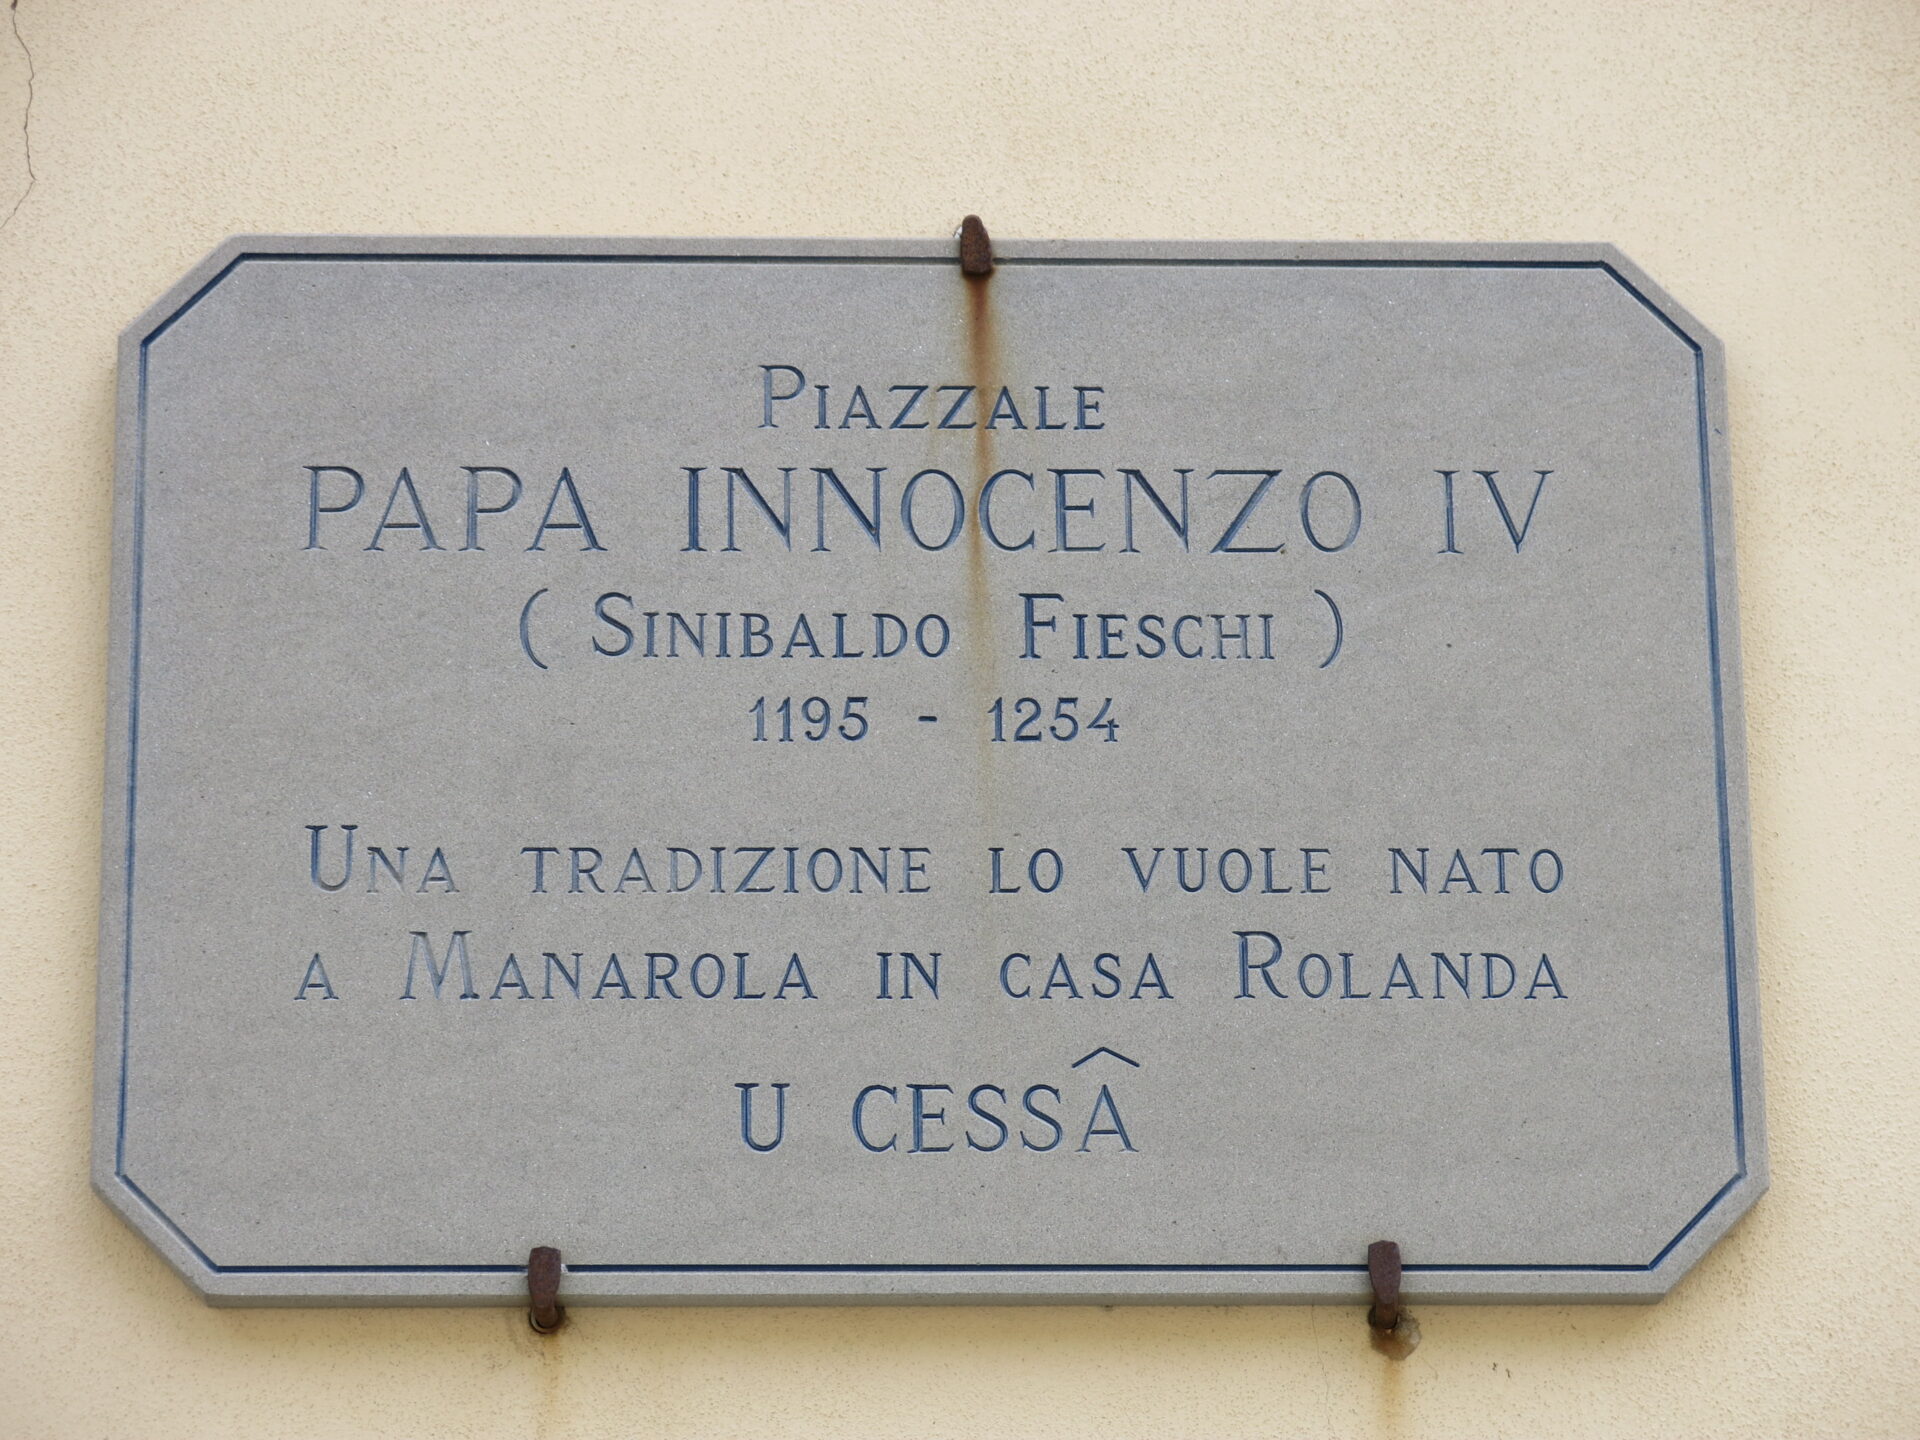 PIAZZALE
PAPA INNOCENZO IV
( SINIBALDO FIESCHI )
1195 - 1254
UNA TRADIZIONE LO VUOLE NATO
A MANAROLA IN CASA ROLANDA
U CESSÂ